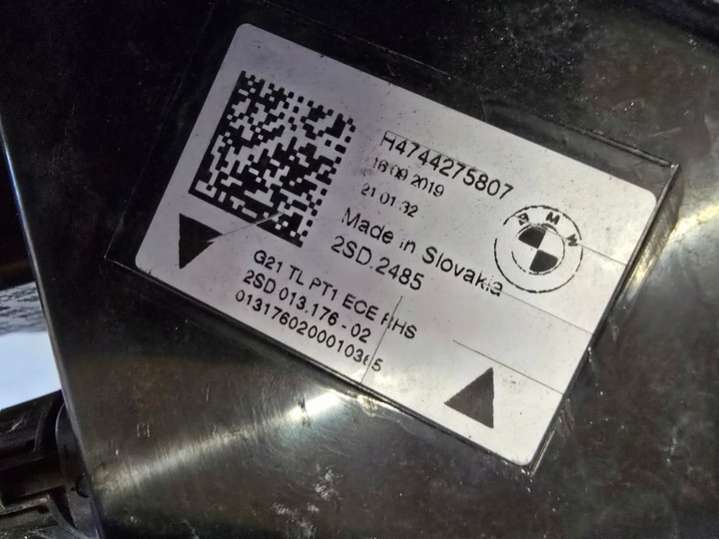 H4744275807
16.09.2019
21 01:32
Made in Slovakia
2SD.2485
BMW
G21 TL PT1 ECE RHS
2SD 013.176-02
0131760200010365